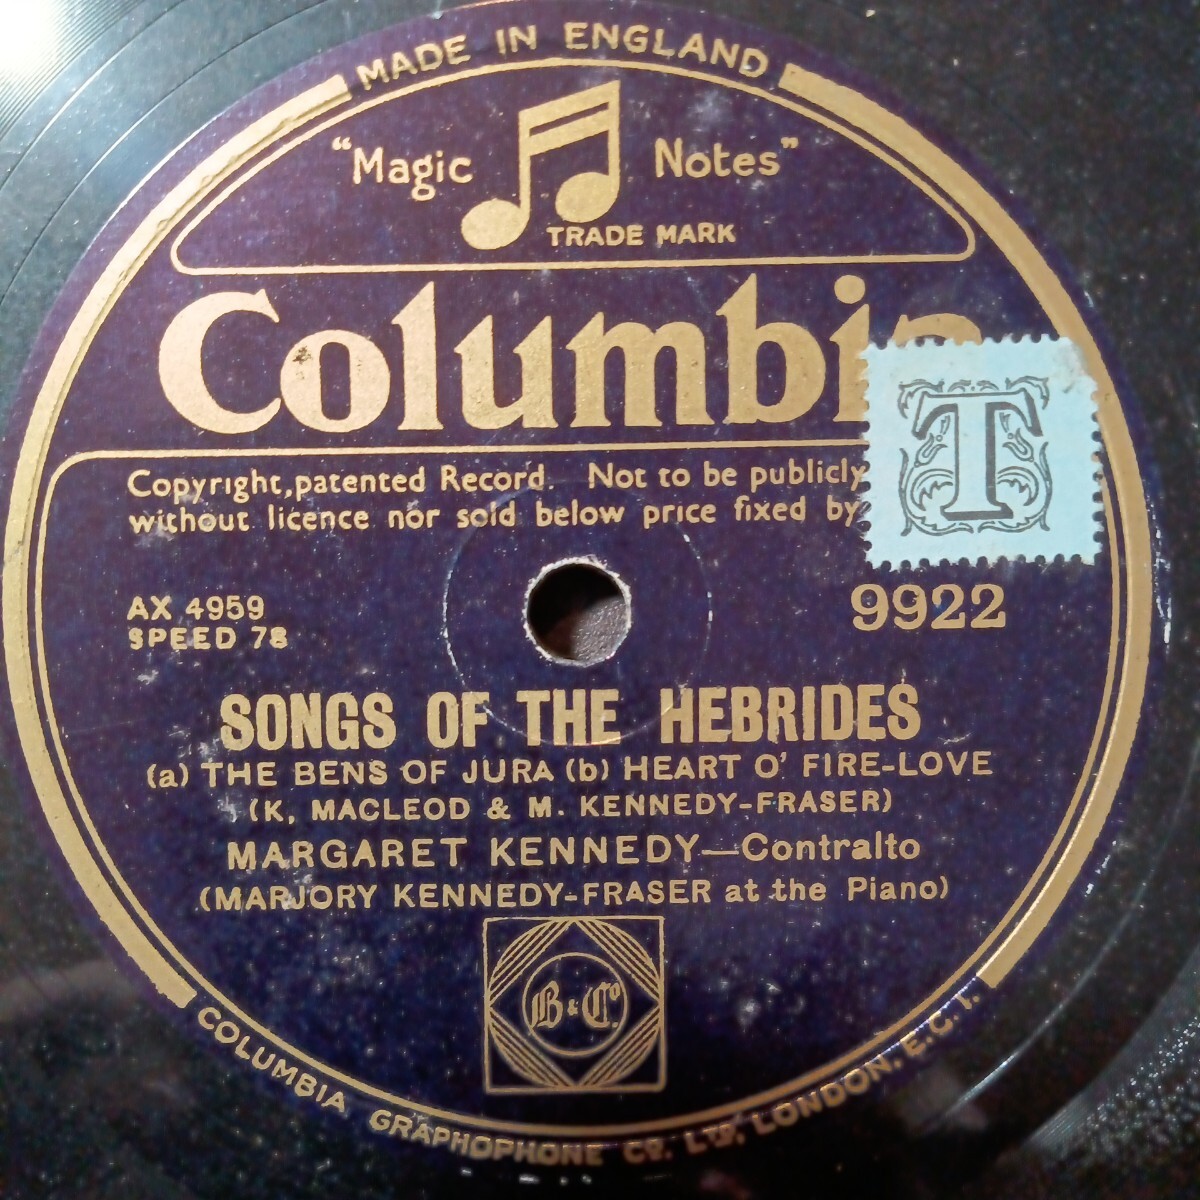 MADE IN ENGLAND
"Magic Notes"
TRADE MARK
Columbia
T
Copyright, patented Record. Not to be publicly
without licence nor sold below price fixed by
AX 4959
SPEED 78
9922
SONGS OF THE HEBRIDES
(a) THE BENS OF JURA (b) HEART O' FIRE-LOVE
(K. MACLEOD & M. KENNEDY-FRASER)
MARGARET KENNEDY—Contralto
(MARJORY KENNEDY-FRASER at the Piano)
B & Co
COLUMBIA GRAPHOPHONE Co. LTD, LONDON. E.C.1.